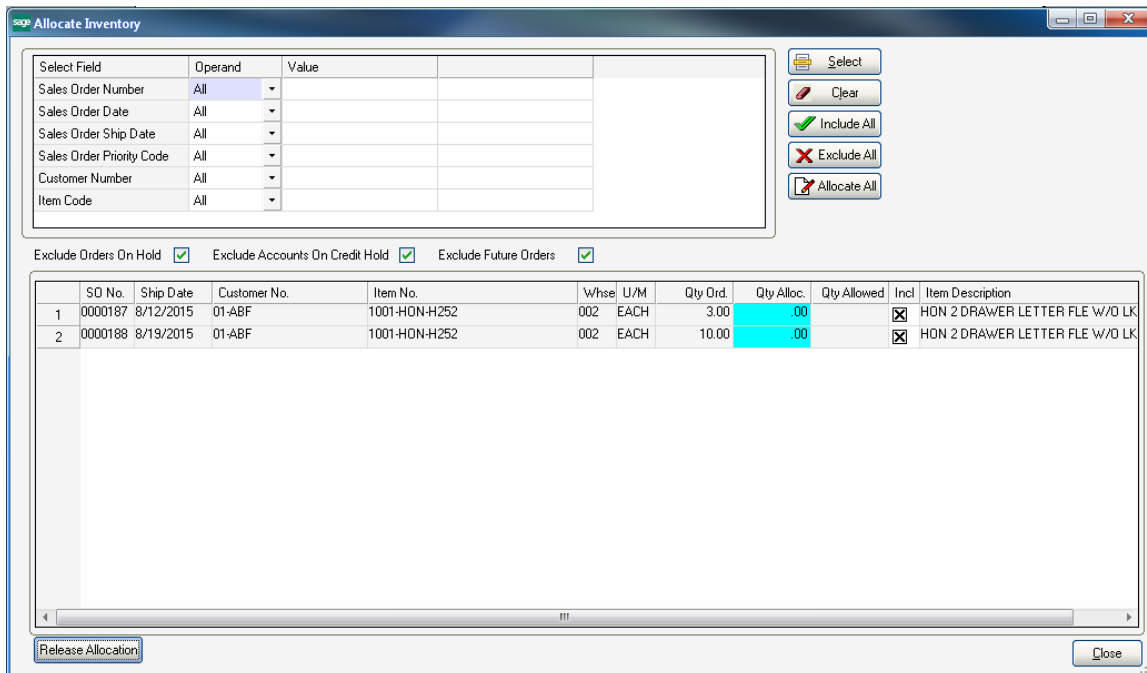 sage Allocate Inventory
Select Field Operand Value
Sales Order Number All
Sales Order Date All
Sales Order Ship Date All
Sales Order Priority Code All
Customer Number All
Item Code All
Select
Clear
Include All
Exclude All
Allocate All
Exclude Orders On Hold Exclude Accounts On Credit Hold Exclude Future Orders
SO No. Ship Date Customer No. Item No. Whse U/M Qty Ord. Qty Alloc. Qty Allowed Incl Item Description
1 0000187 8/12/2015 01-ABF 1001-HON-H252 002 EACH 3.00 .00 HON 2 DRAWER LETTER FLE W/O LK
2 0000188 8/19/2015 01-ABF 1001-HON-H252 002 EACH 10.00 .00 HON 2 DRAWER LETTER FLE W/O LK
Release Allocation
Close